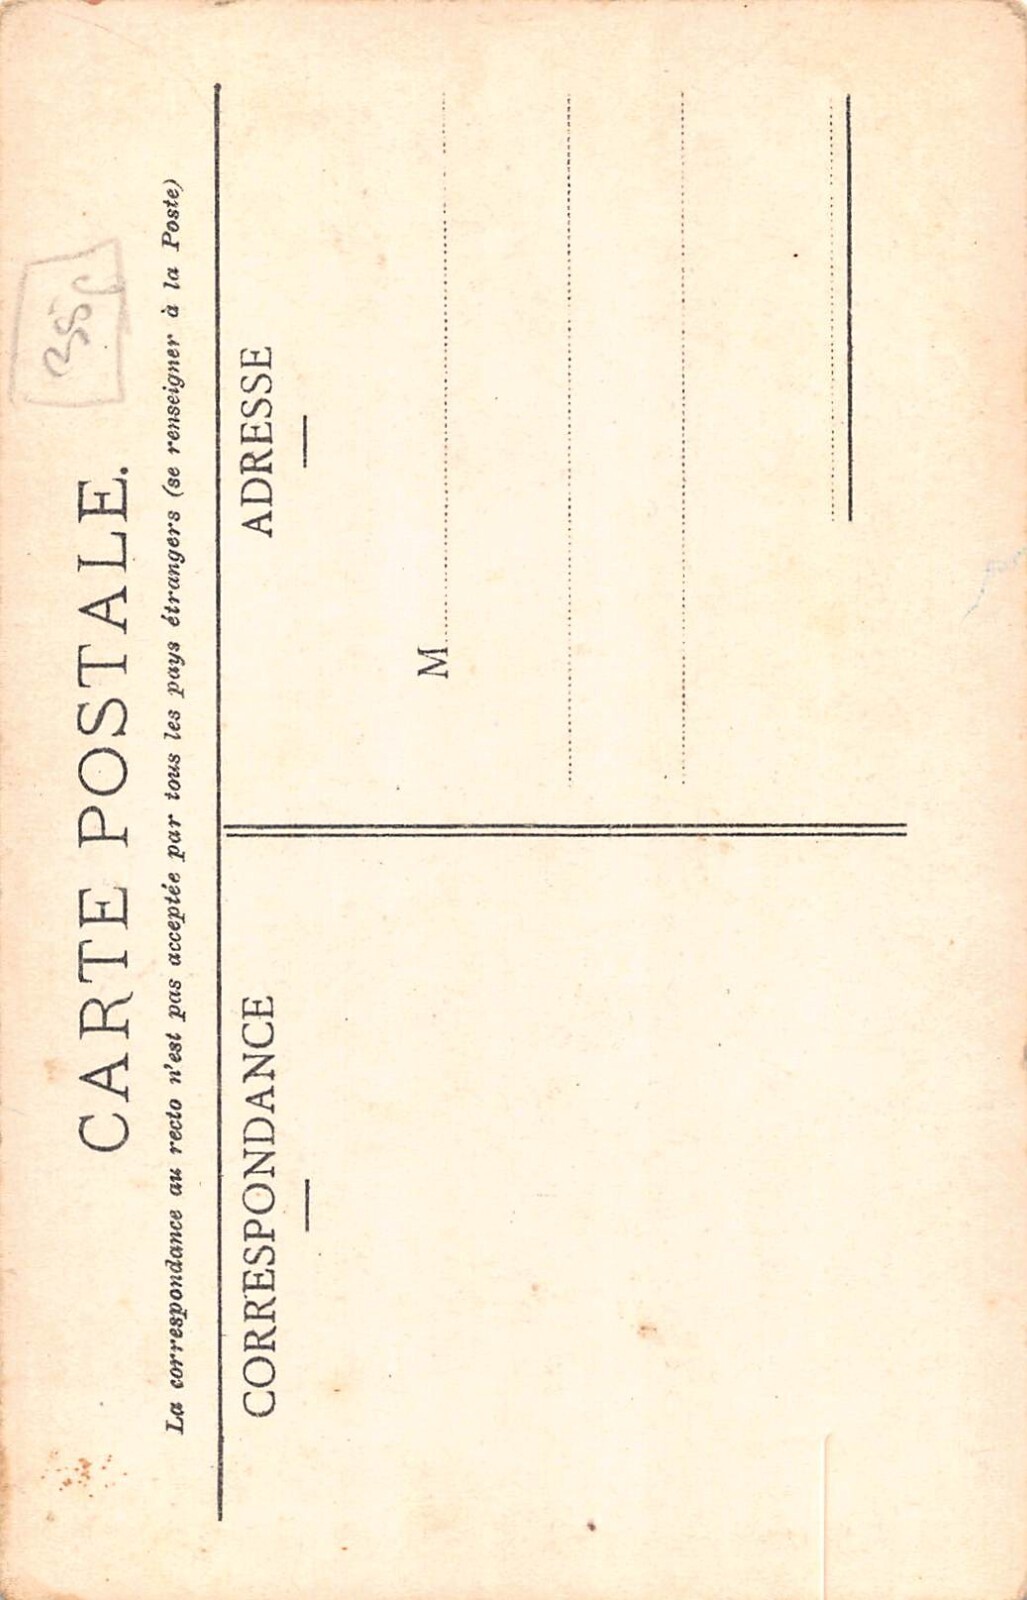 CARTE POSTALE.
La correspondance au recto n'est pas acceptée par tous les pays étrangers (se renseigner à la Poste)
CORRESPONDANCE
ADRESSE
M